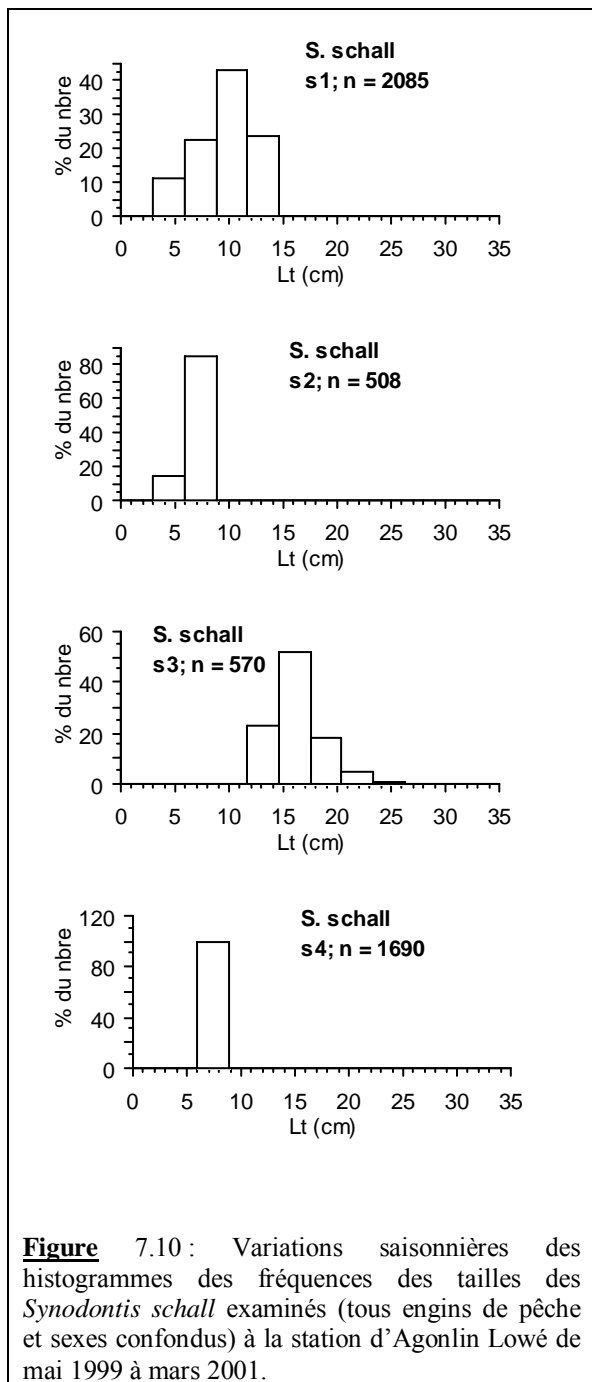 S. schall
s1; n = 2085
% du nbre
40
30
20
10
0
0 5 10 15 20 25 30 35
Lt (cm)
S. schall
s2; n = 508
% du nbre
80
60
40
20
0
0 5 10 15 20 25 30 35
Lt (cm)
S. schall
s3; n = 570
% du nbre
60
40
20
0
0 5 10 15 20 25 30 35
Lt (cm)
S. schall
s4; n = 1690
% du nbre
120
80
40
0
0 5 10 15 20 25 30 35
Lt (cm)
Figure 7.10 : Variations saisonnières des
histogrammes des fréquences des tailles des
Synodontis schall examinés (tous engins de pêche
et sexes confondus) à la station d'Agonlin Lowé de
mai 1999 à mars 2001.